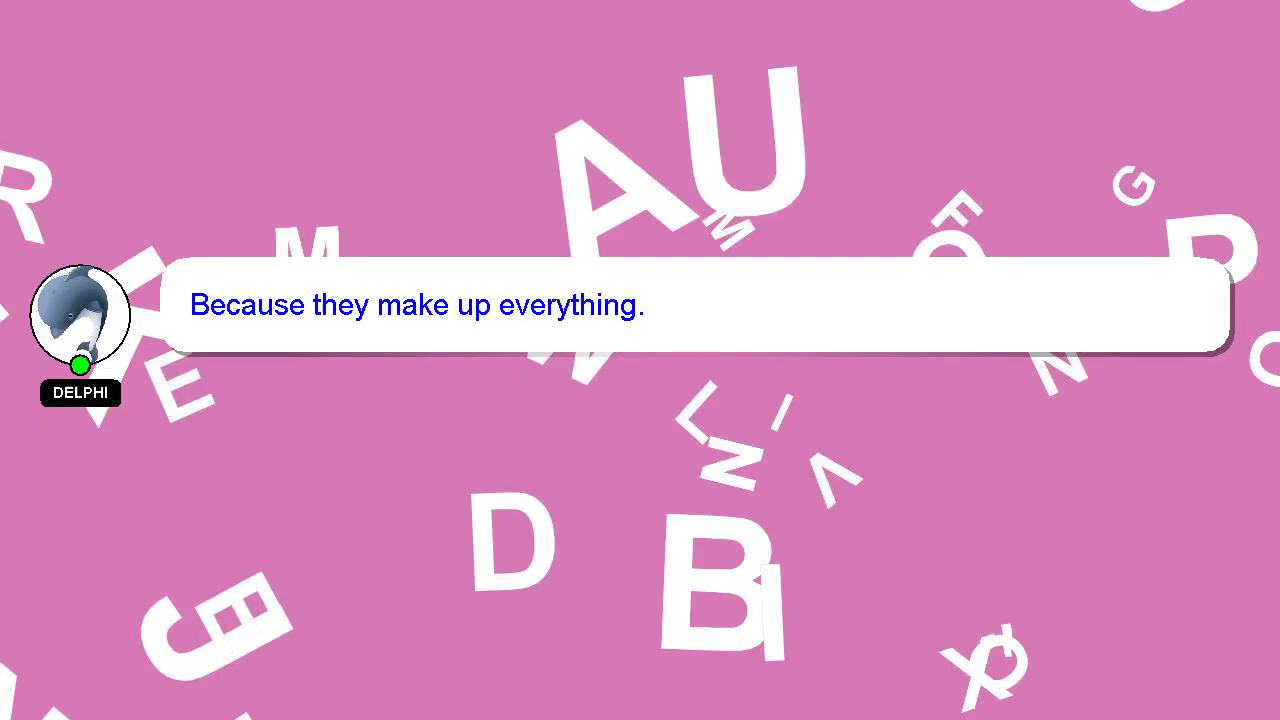 Because they make up everything.
DELPHI
R
M
A
U
M
F
O
G
E
N
L
I
Z
V
D
B
I
E
X